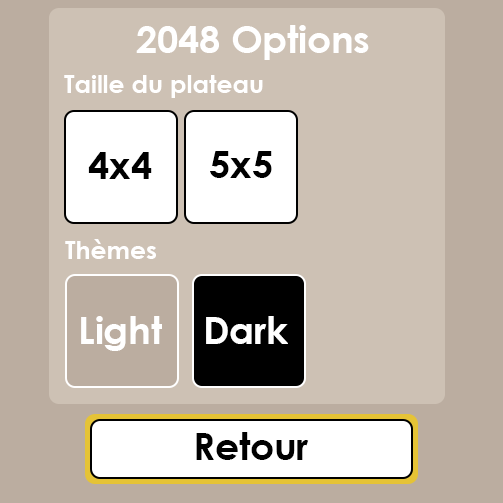 2048 Options
Taille du plateau
4x4 5x5
Thèmes
Light Dark
Retour